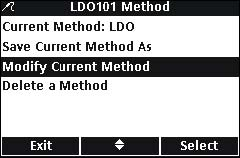 LDO101 Method
Current Method: LDO
Save Current Method As
Modify Current Method
Delete a Method
Exit
Select